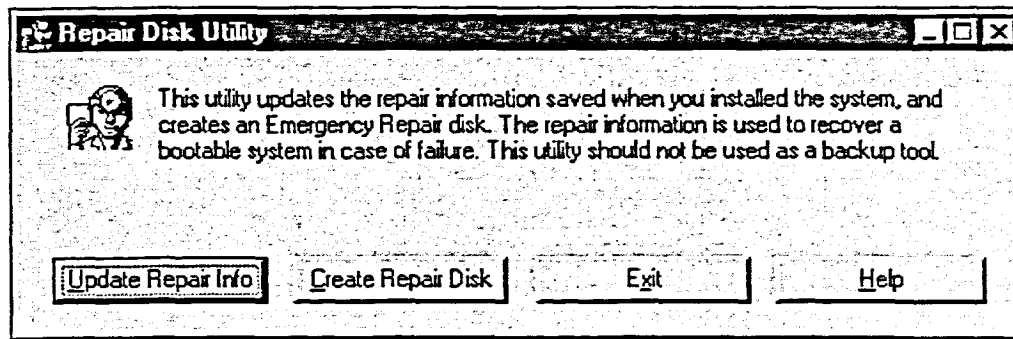 Repair Disk Utility
This utility updates the repair information saved when you installed the system, and
creates an Emergency Repair disk. The repair information is used to recover a
bootable system in case of failure. This utility should not be used as a backup tool.
Update Repair Info
Create Repair Disk
Exit
Help